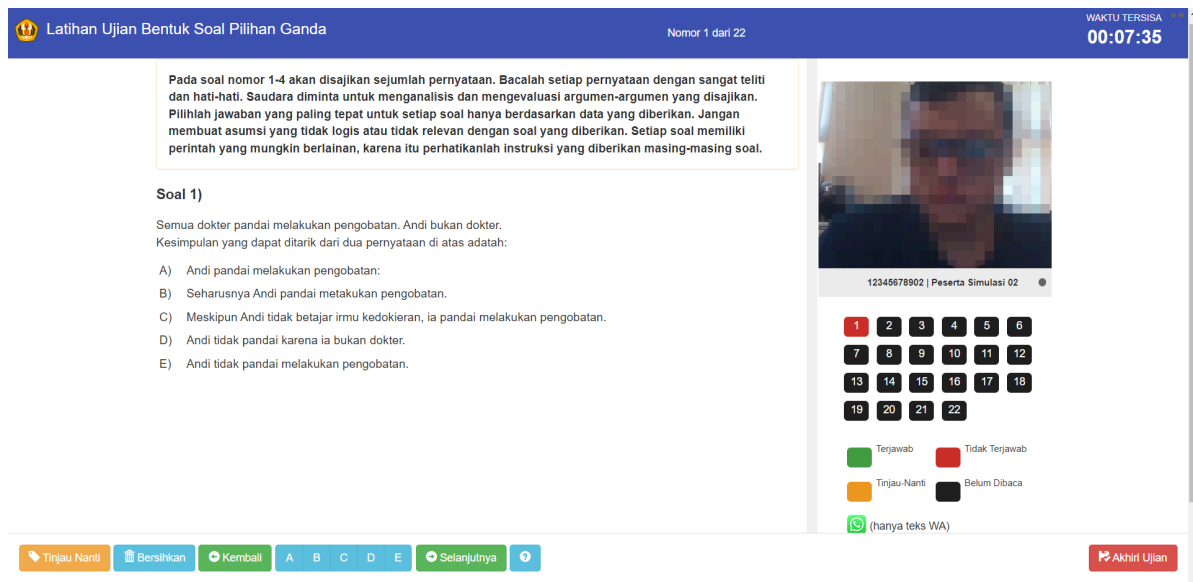 Latihan Ujian Bentuk Soal Pilihan Ganda
Nomor 1 dari 22
WAKTU TERSISA
00:07:35
Pada soal nomor 1-4 akan disajikan sejumlah pernyataan. Bacalah setiap pernyataan dengan sangat teliti
dan hati-hati. Saudara diminta untuk menganalisis dan mengevaluasi argumen-argumen yang disajikan.
Pilihlah jawaban yang paling tepat untuk setiap soal hanya berdasarkan data yang diberikan. Jangan
membuat asumsi yang tidak logis atau tidak relevan dengan soal yang diberikan. Setiap soal memiliki
perintah yang mungkin berlainan, karena itu perhatikanlah instruksi yang diberikan masing-masing soal.
Soal 1)
Semua dokter pandai melakukan pengobatan. Andi bukan dokter.
Kesimpulan yang dapat ditarik dari dua pernyataan di atas adatah:
A) Andi pandai melakukan pengobatan:
B) Seharusnya Andi pandai metakukan pengobatan.
C) Meskipun Andi tidak betajar irmu kedokieran, ia pandai melakukan pengobatan.
D) Andi tidak pandai karena ia bukan dokter.
E) Andi tidak pandai melakukan pengobatan.
12345678902 | Peserta Simulasi 02
1 2 3 4 5 6
7 8 9 10 11 12
13 14 15 16 17 18
19 20 21 22
Terjawab Tidak Terjawab
Tinjau-Nanti Belum Dibaca
(hanya teks WA)
Tinjau Nanti Bersihkan Kembali A B C D E Selanjutnya ? Akhiri Ujian